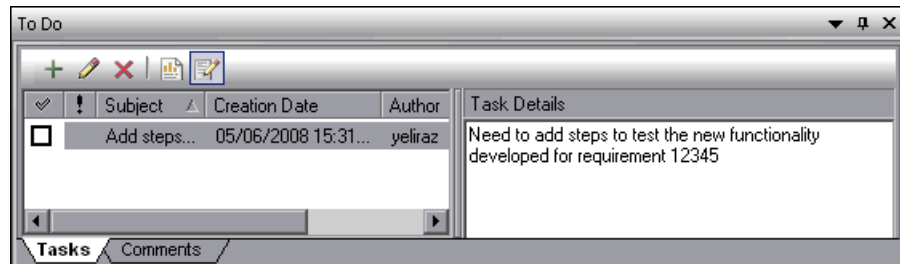 To Do
! Subject Creation Date Author
Add steps... 05/06/2008 15:31... yeliraz
Task Details
Need to add steps to test the new functionality
developed for requirement 12345
Tasks Comments